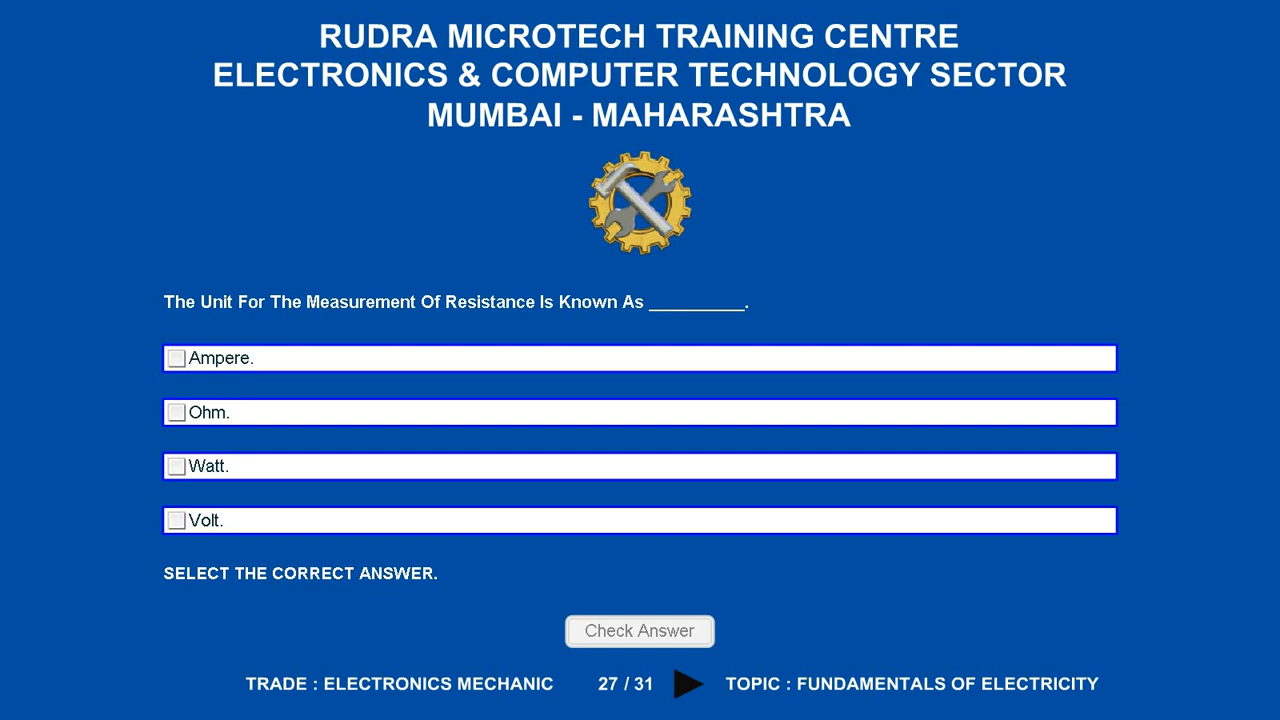 RUDRA MICROTECH TRAINING CENTRE
ELECTRONICS & COMPUTER TECHNOLOGY SECTOR
MUMBAI - MAHARASHTRA
The Unit For The Measurement Of Resistance Is Known As __________.
Ampere.
Ohm.
Watt.
Volt.
SELECT THE CORRECT ANSWER.
Check Answer
TRADE : ELECTRONICS MECHANIC 27 / 31 TOPIC : FUNDAMENTALS OF ELECTRICITY